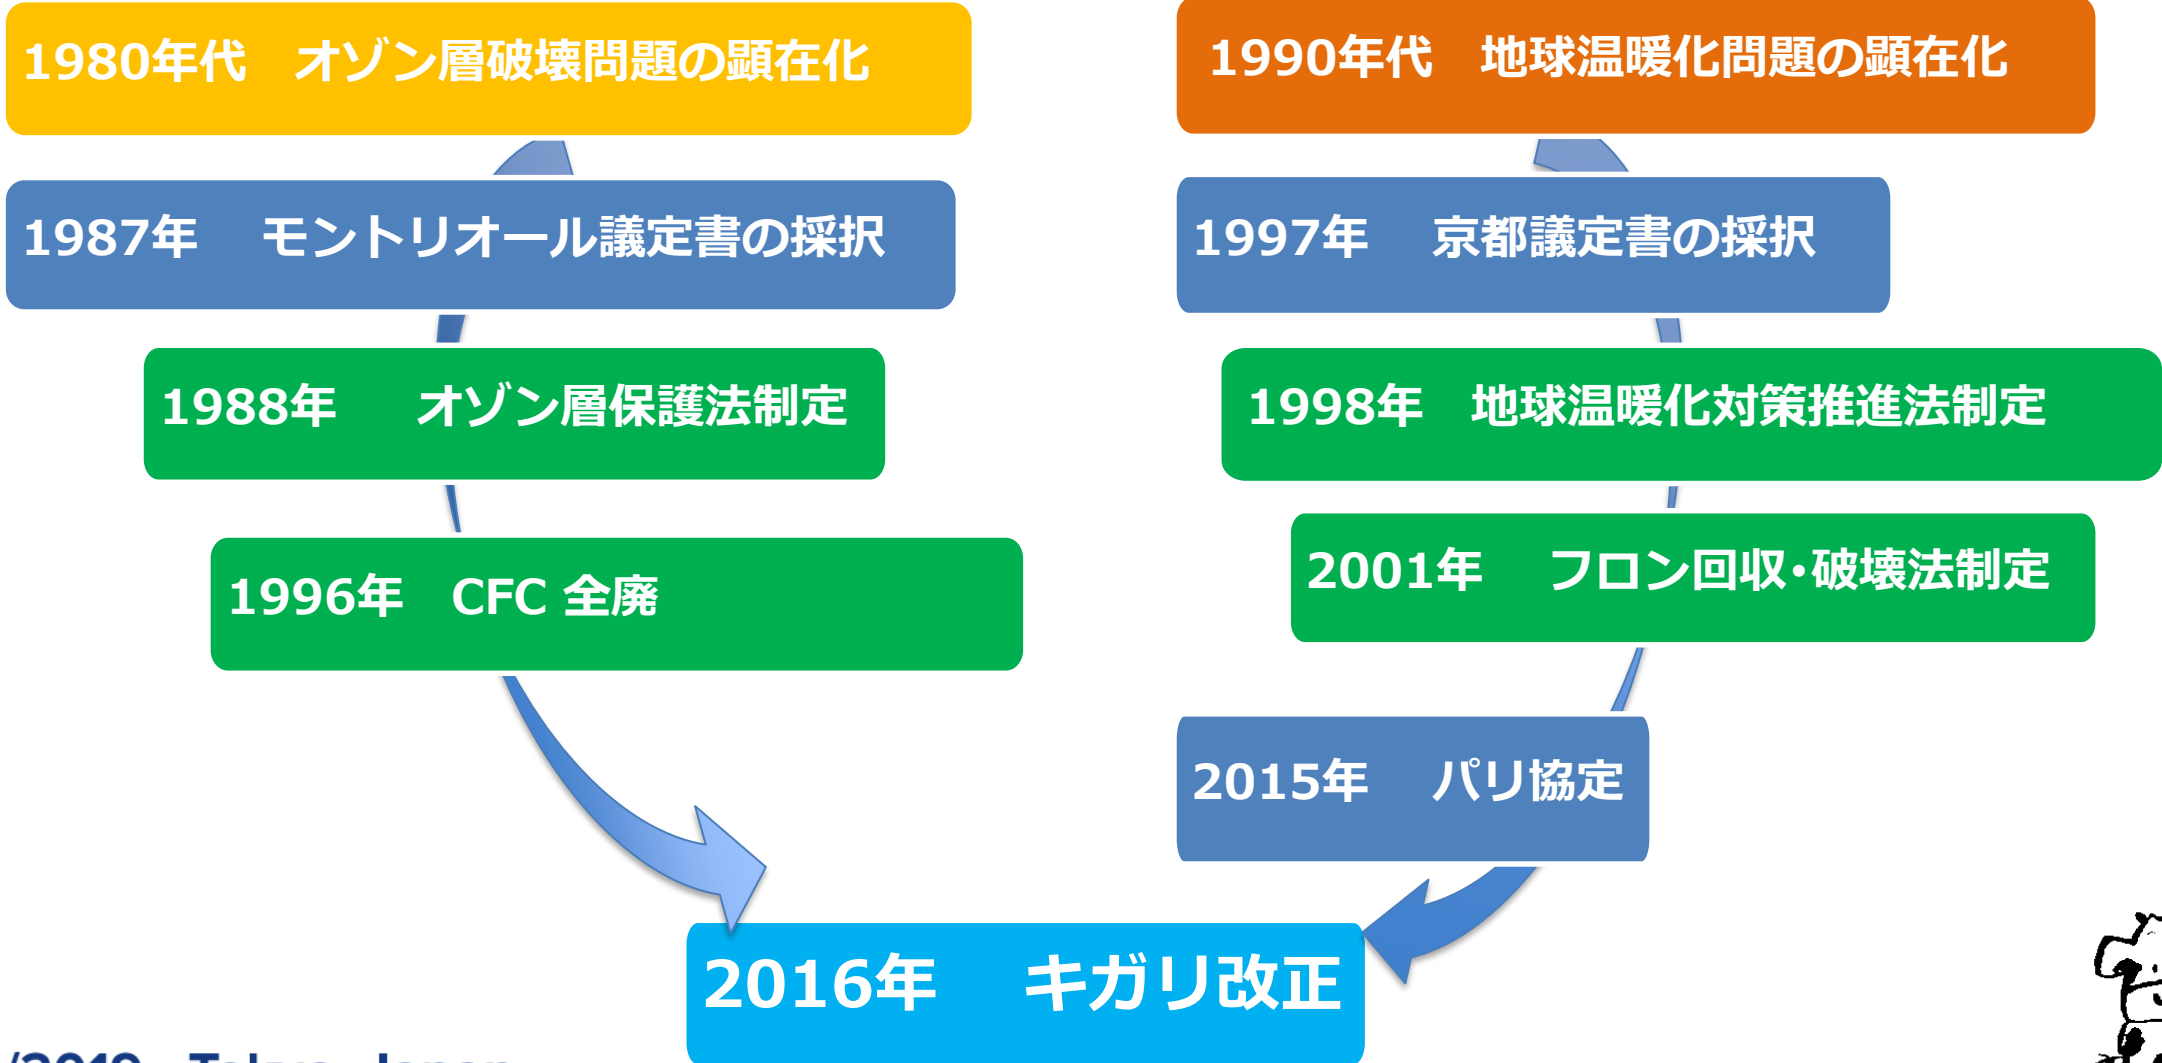 1980年代　オゾン層破壊問題の顕在化
1987年　モントリオール議定書の採択
1988年　オゾン層保護法制定
1996年　CFC 全廃
1990年代　地球温暖化問題の顕在化
1997年　京都議定書の採択
1998年　地球温暖化対策推進法制定
2001年　フロン回収・破壊法制定
2015年　パリ協定
2016年　キガリ改正
/2019 Tokyo, Japan